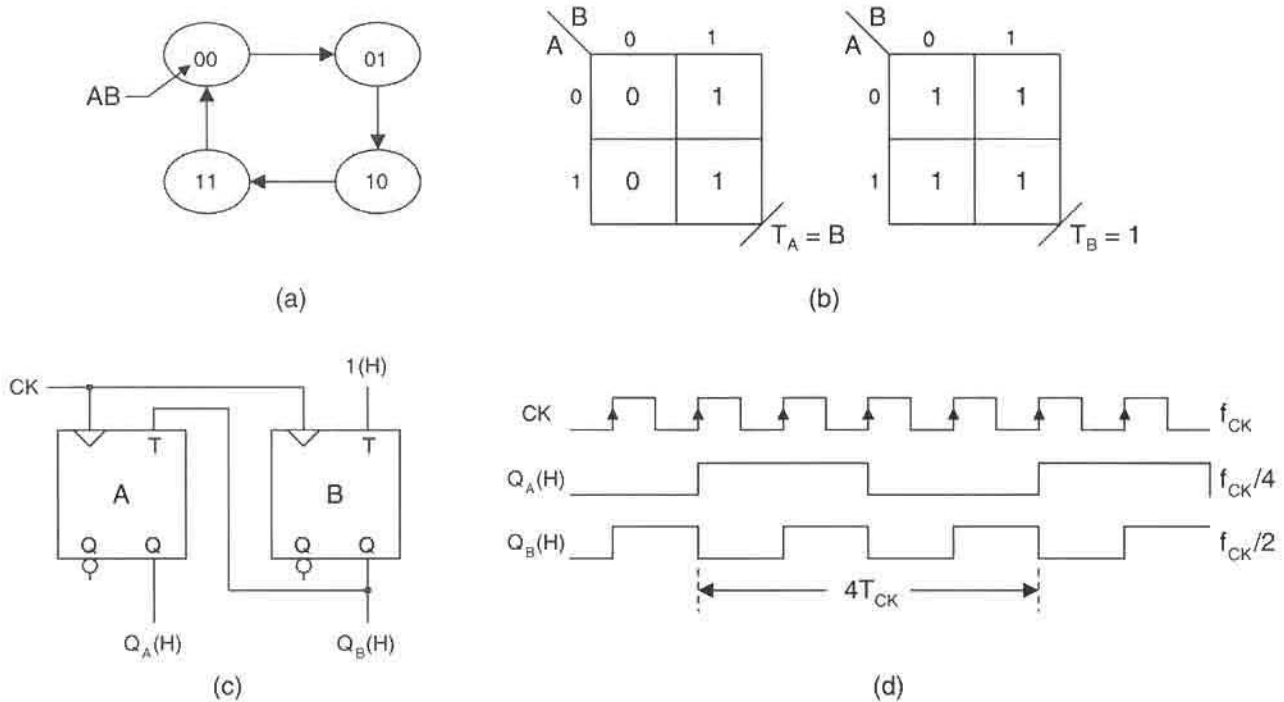 00
01
AB
11
10
(a)
B
A
0 1
0
0 1
1
0 1
T_A = B
B
A
0 1
0
1 1
1
1 1
T_B = 1
(b)
CK
1(H)
T
T
A
B
Q Q
Q Q
Q_A(H)
Q_B(H)
(c)
CK
f_CK
Q_A(H)
f_CK/4
Q_B(H)
f_CK/2
4T_CK
(d)